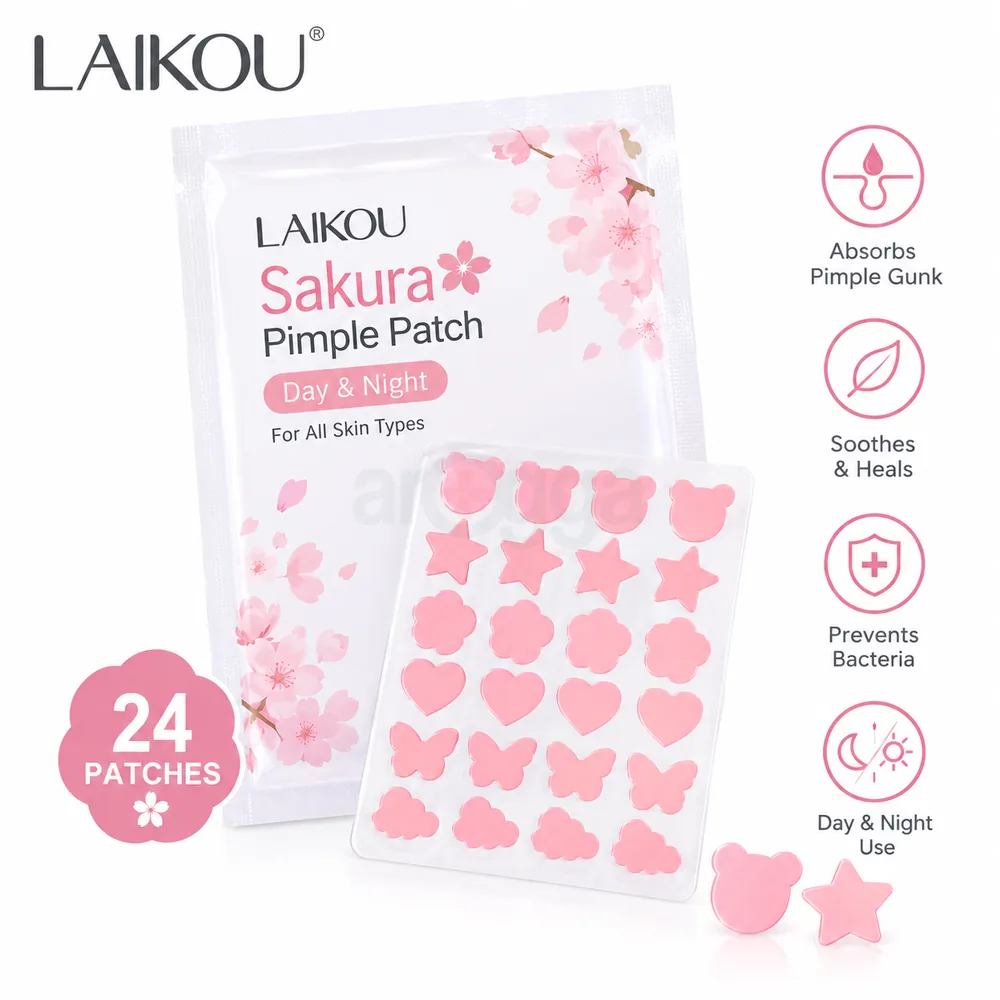 LAIKOU®
LAIKOU
Sakura
Pimple Patch
Day & Night
For All Skin Types
arogga
24
PATCHES
Absorbs
Pimple Gunk
Soothes
& Heals
Prevents
Bacteria
Day & Night
Use